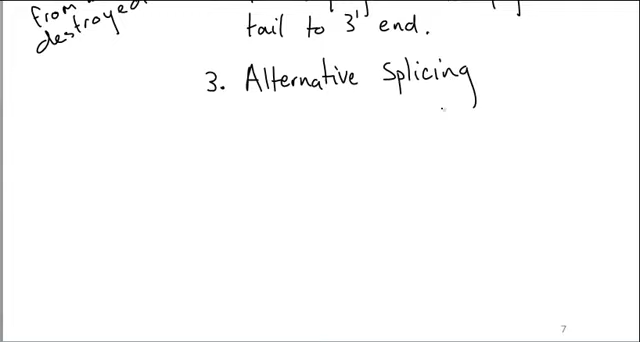 from
destroyed
tail to 3' end.
3. Alternative Splicing
7